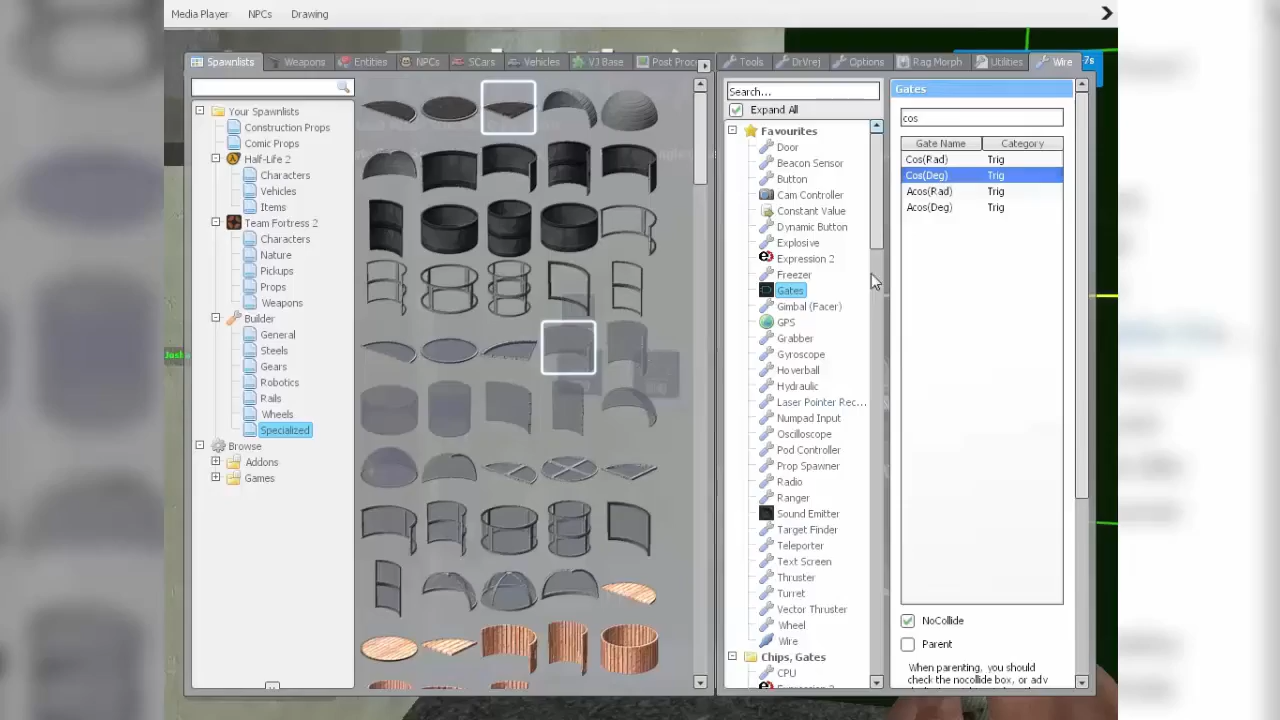 Media Player NPCs Drawing
Spawnlists Weapons Entities NPCs SCars Vehicles VJ Base Post Proc
Tools DrVrej Options Rag Morph Utilities Wire
Your Spawnlists
Construction Props
Comic Props
Half-Life 2
Characters
Vehicles
Items
Team Fortress 2
Characters
Nature
Pickups
Props
Weapons
Builder
General
Steels
Gears
Robotics
Rails
Wheels
Specialized
Browse
Addons
Games
Search...
Expand All
Favourites
Door
Beacon Sensor
Button
Cam Controller
Constant Value
Dynamic Button
Explosive
Expression 2
Freezer
Gates
Gimbal (Facer)
GPS
Grabber
Gyroscope
Hoverball
Hydraulic
Laser Pointer Rec...
Numpad Input
Oscilloscope
Pod Controller
Prop Spawner
Radio
Ranger
Sound Emitter
Target Finder
Teleporter
Text Screen
Thruster
Turret
Vector Thruster
Wheel
Wire
Chips, Gates
CPU
Gates
cos
Gate Name Category
Cos(Rad) Trig
Cos(Deg) Trig
Acos(Rad) Trig
Acos(Deg) Trig
NoCollide
Parent
When parenting, you should
check the nocollide box, or adv